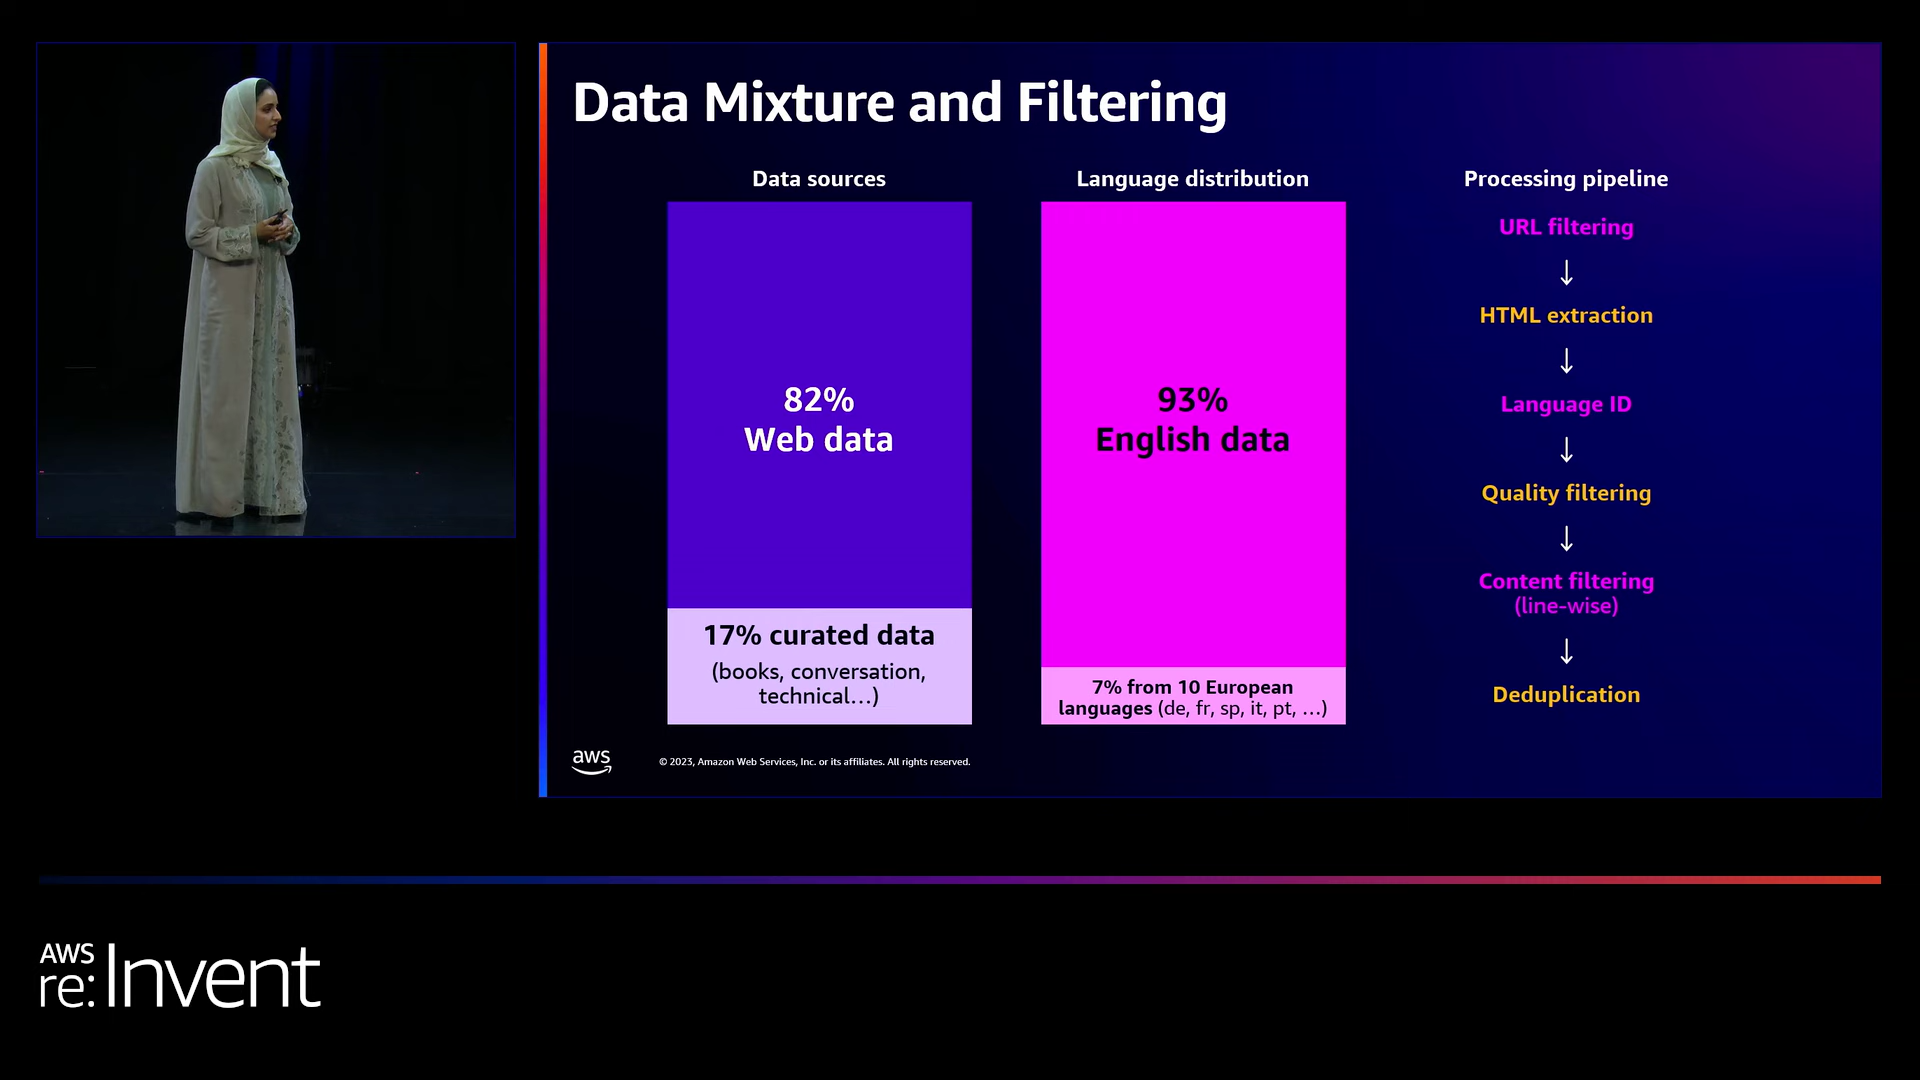 Data Mixture and Filtering
Data sources
82%
Web data
17% curated data
(books, conversation,
technical...)
Language distribution
93%
English data
7% from 10 European
languages (de, fr, sp, it, pt, ...)
Processing pipeline
URL filtering
↓
HTML extraction
↓
Language ID
↓
Quality filtering
↓
Content filtering
(line-wise)
↓
Deduplication
aws
© 2023, Amazon Web Services, Inc. or its affiliates. All rights reserved.
AWS
re:Invent